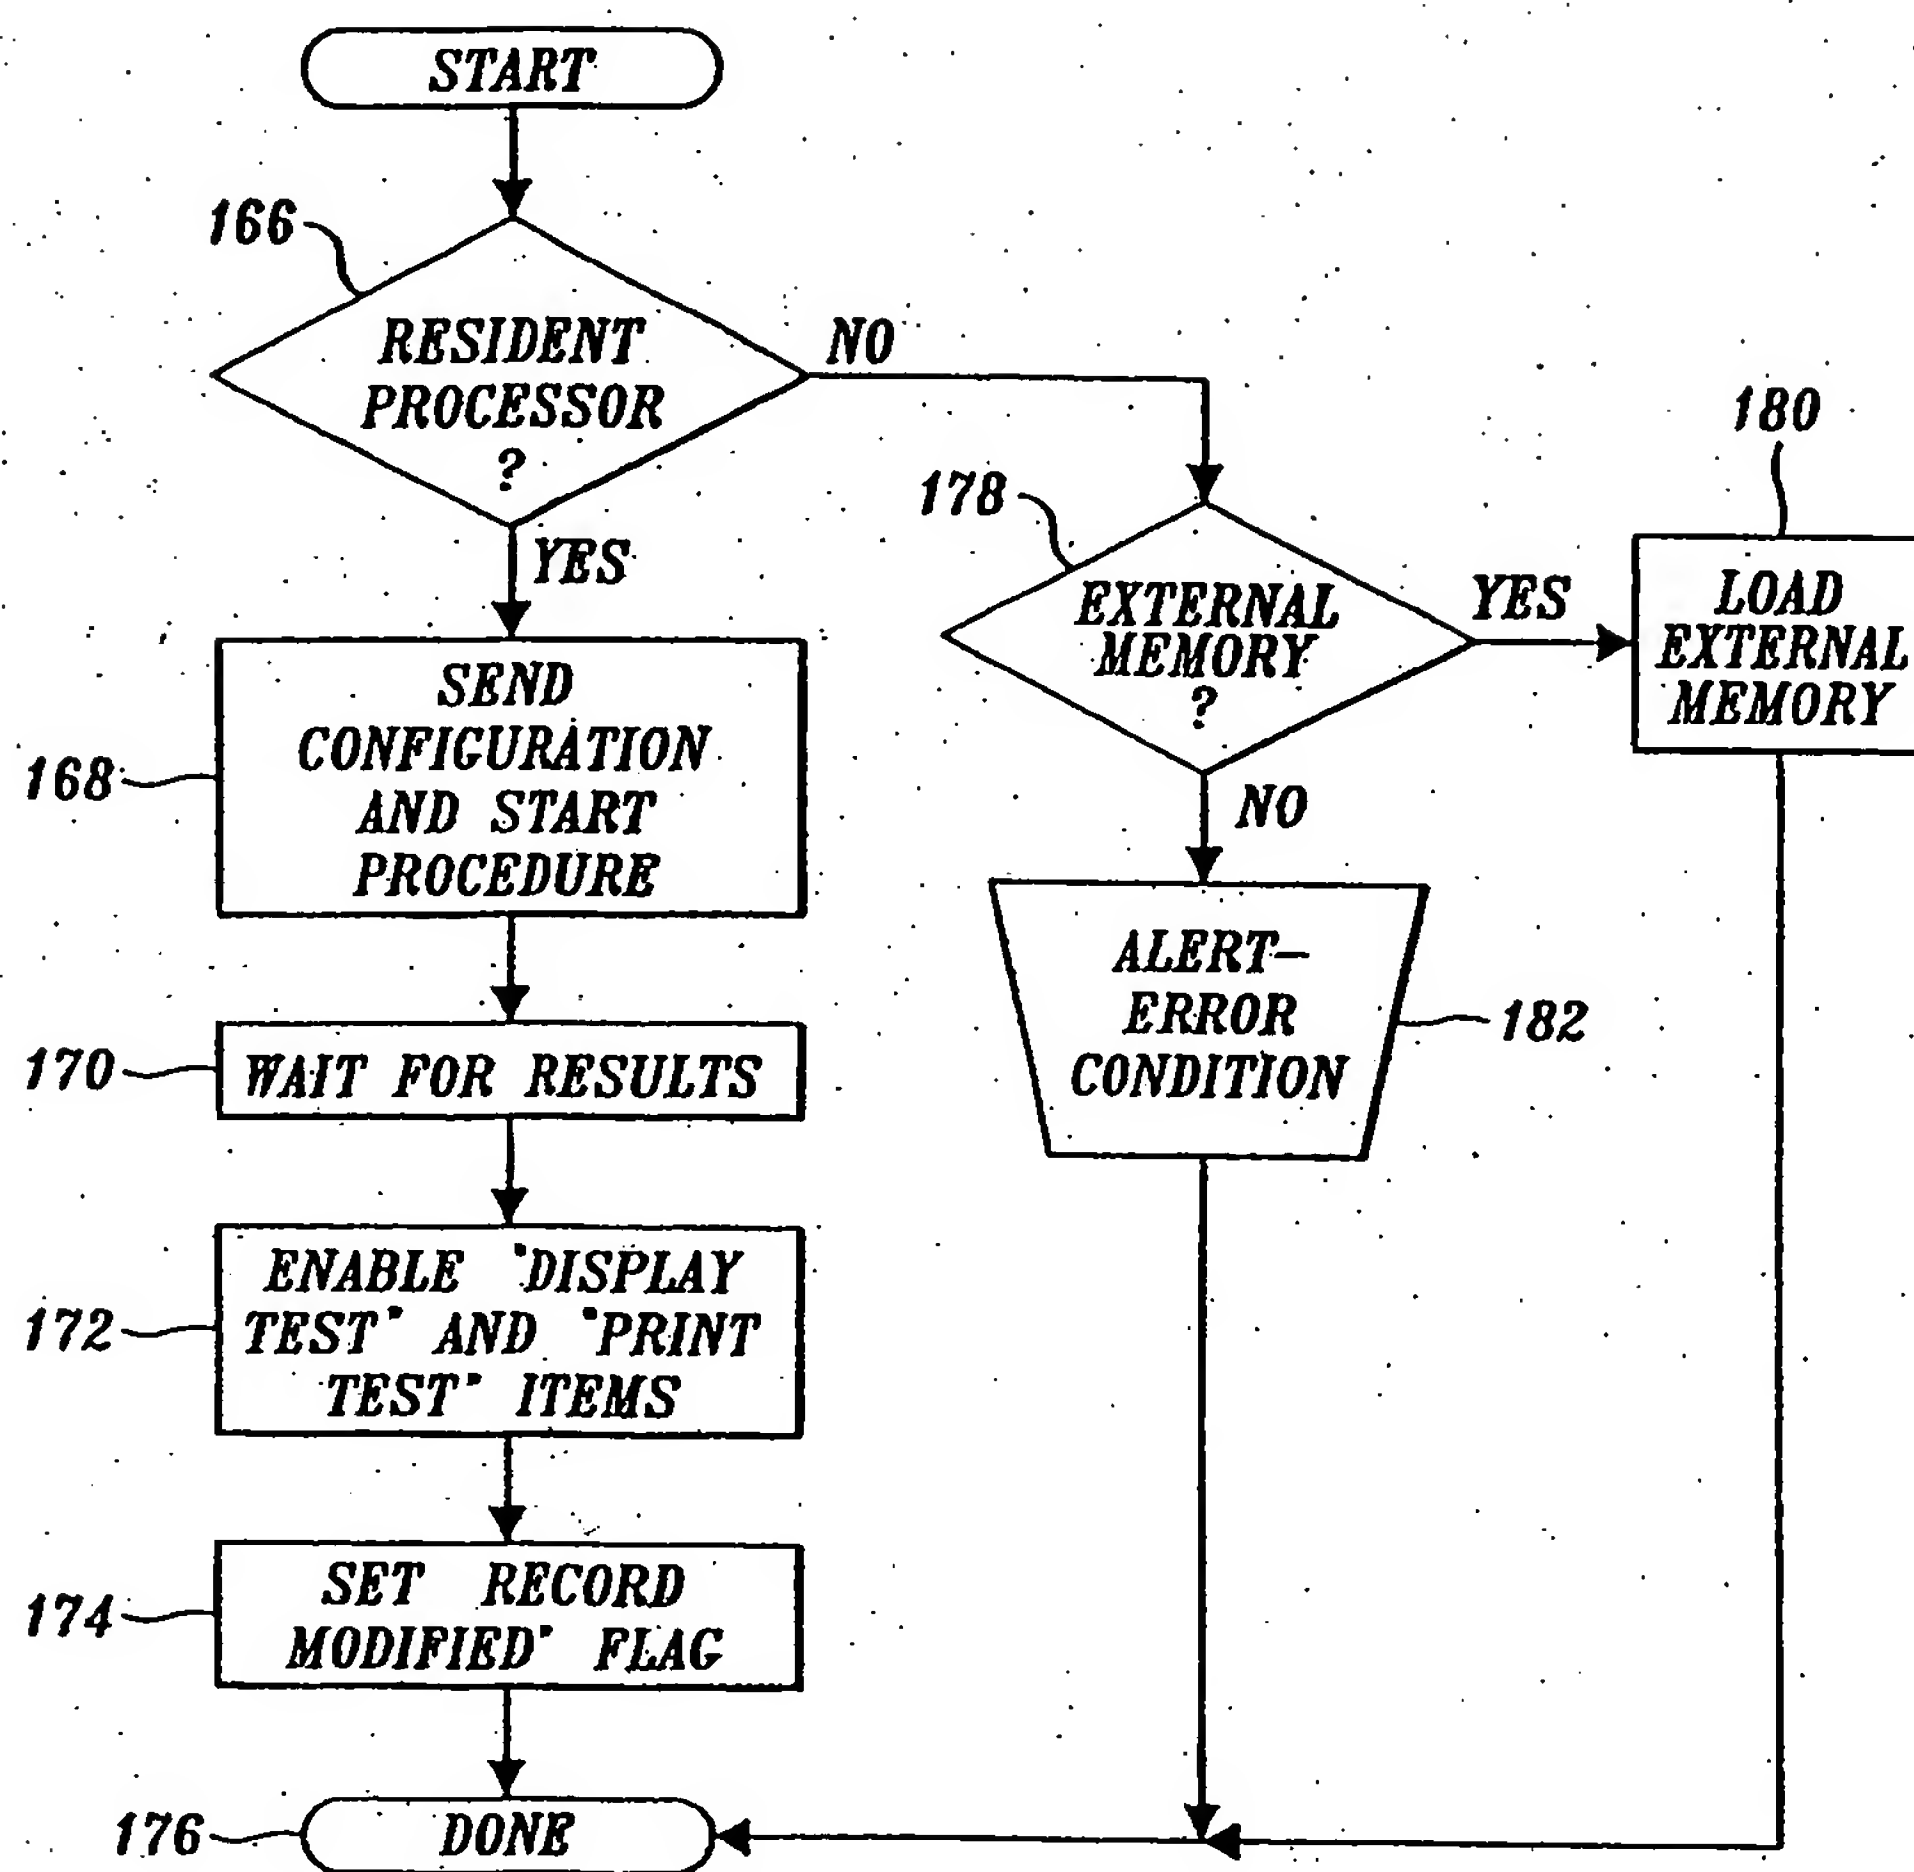 START
166
RESIDENT
PROCESSOR
?
NO
YES
168
SEND
CONFIGURATION
AND START
PROCEDURE
170
WAIT FOR RESULTS
172
ENABLE "DISPLAY
TEST" AND "PRINT
TEST" ITEMS
174
SET RECORD
MODIFIED" FLAG
176
DONE
178
EXTERNAL
MEMORY
?
YES
NO
180
LOAD
EXTERNAL
MEMORY
ALERT-
ERROR
CONDITION
182